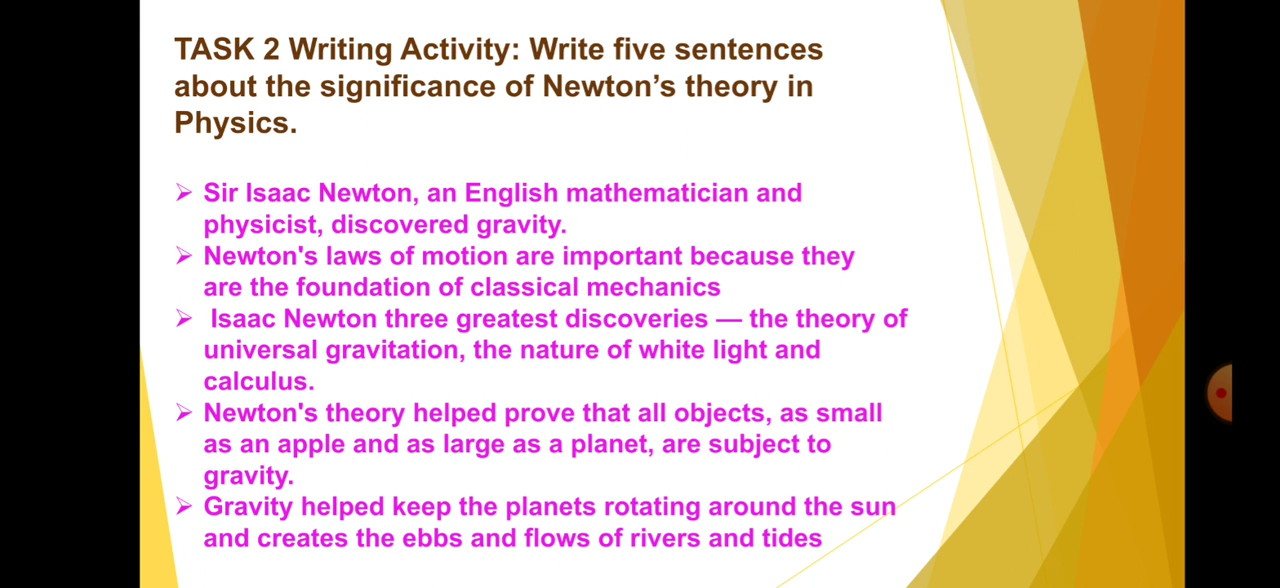 TASK 2 Writing Activity: Write five sentences
about the significance of Newton’s theory in
Physics.
➢ Sir Isaac Newton, an English mathematician and
physicist, discovered gravity.
➢ Newton's laws of motion are important because they
are the foundation of classical mechanics
➢ Isaac Newton three greatest discoveries — the theory of
universal gravitation, the nature of white light and
calculus.
➢ Newton's theory helped prove that all objects, as small
as an apple and as large as a planet, are subject to
gravity.
➢ Gravity helped keep the planets rotating around the sun
and creates the ebbs and flows of rivers and tides